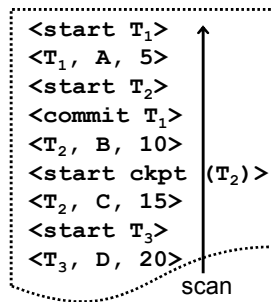 <start T₁>
<T₁, A, 5>
<start T₂>
<commit T₁>
<T₂, B, 10>
<start ckpt (T₂)>
<T₂, C, 15>
<start T₃>
<T₃, D, 20>
scan